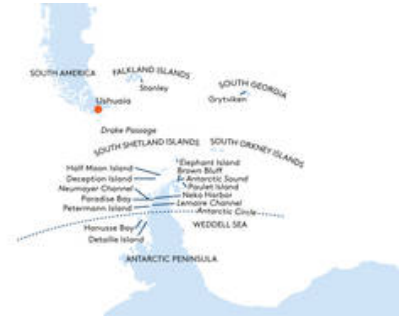 SOUTH AMERICA
FALKLAND ISLANDS
Stanley
SOUTH GEORGIA
Grytviken
Ushuaia
Drake Passage
SOUTH SHETLAND ISLANDS
SOUTH ORKNEY ISLANDS
Half Moon Island
Elephant Island
Brown Bluff
Deception Island
Antarctic Sound
Neumayer Channel
Paulet Island
Paradise Bay
Neko Harbor
Petermann Island
Lemaire Channel
Antarctic Circle
Hanusse Bay
WEDDELL SEA
Detaille Island
ANTARCTIC PENINSULA